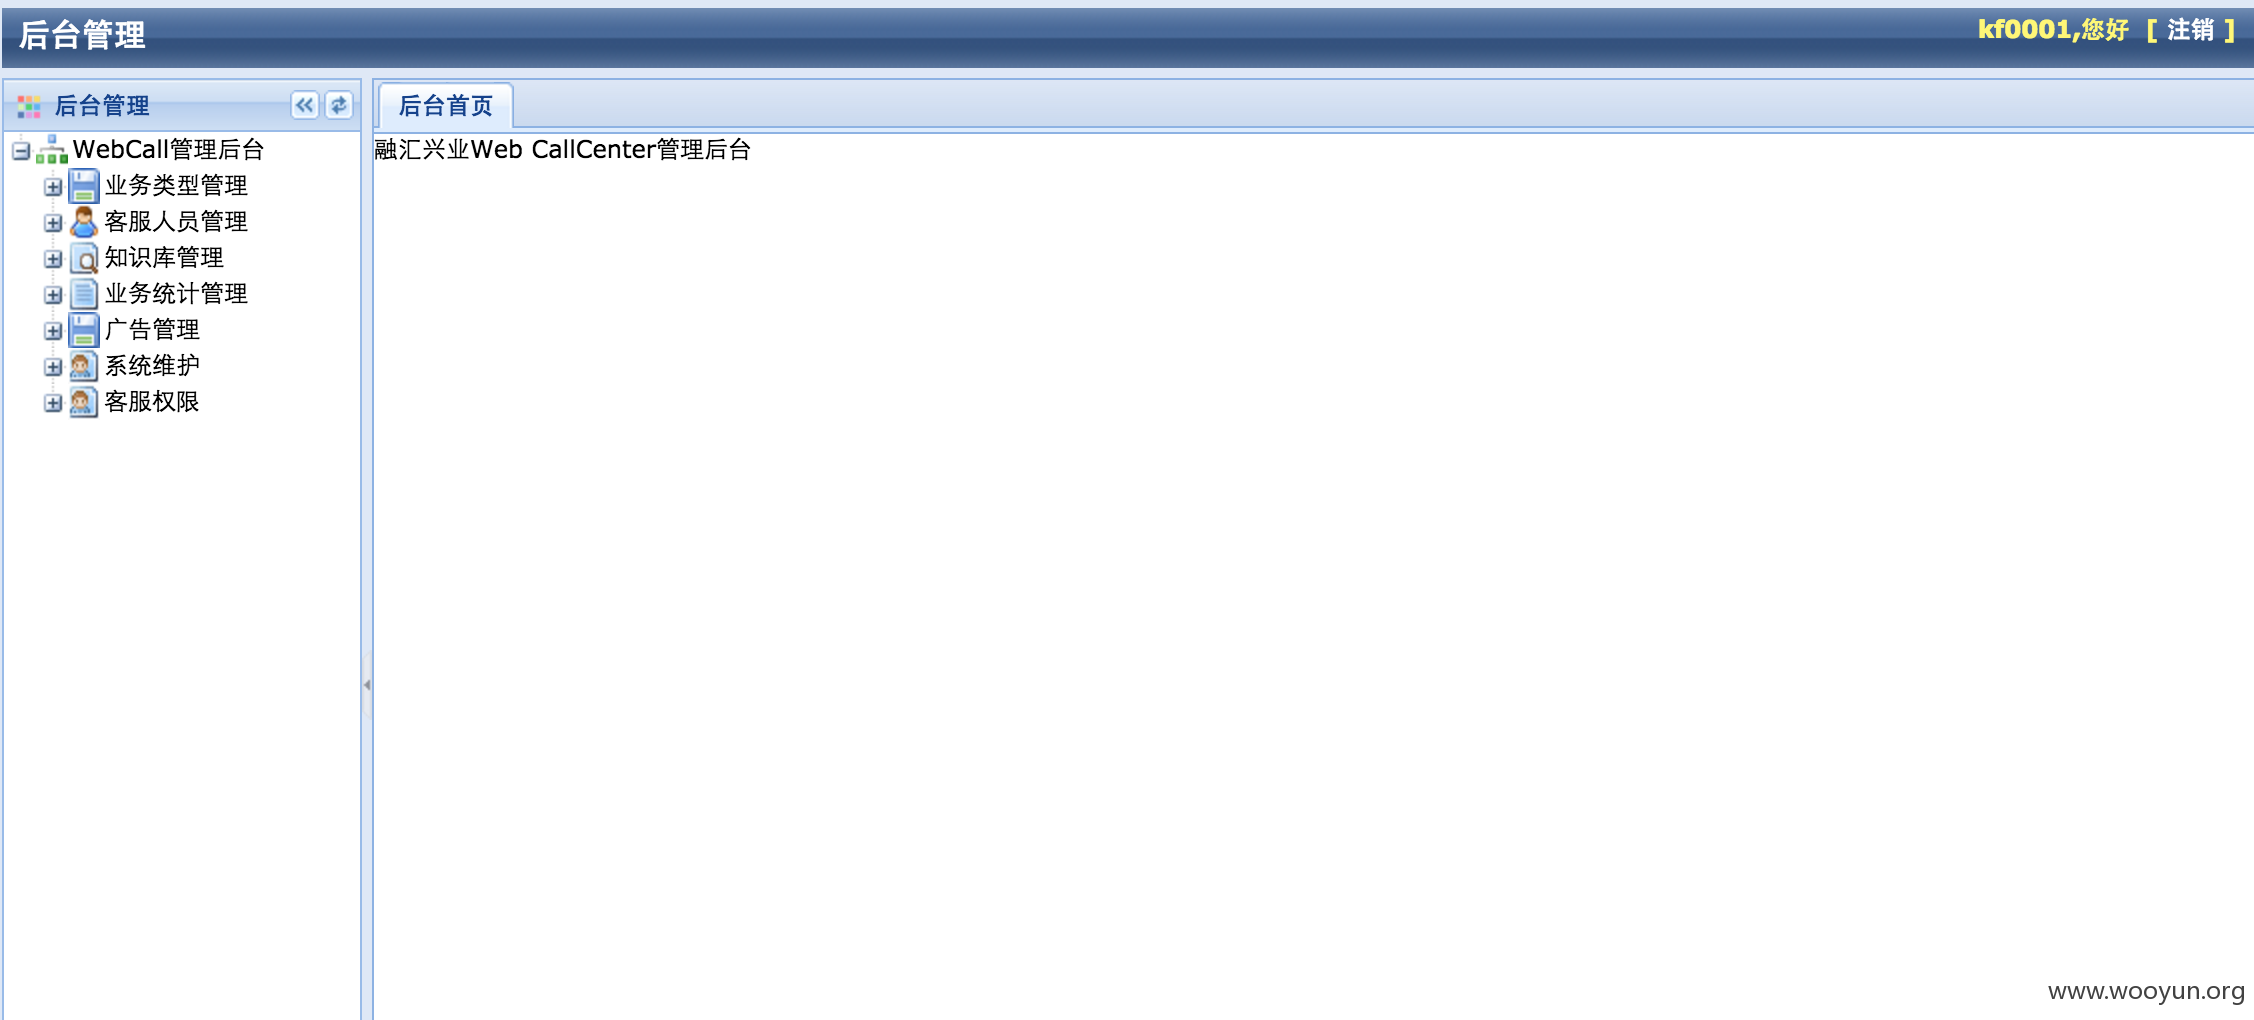 后台管理
kf0001,您好 [ 注销 ]
后台管理
后台首页
WebCall管理后台
业务类型管理
客服人员管理
知识库管理
业务统计管理
广告管理
系统维护
客服权限
融汇兴业Web CallCenter管理后台
www.wooyun.org